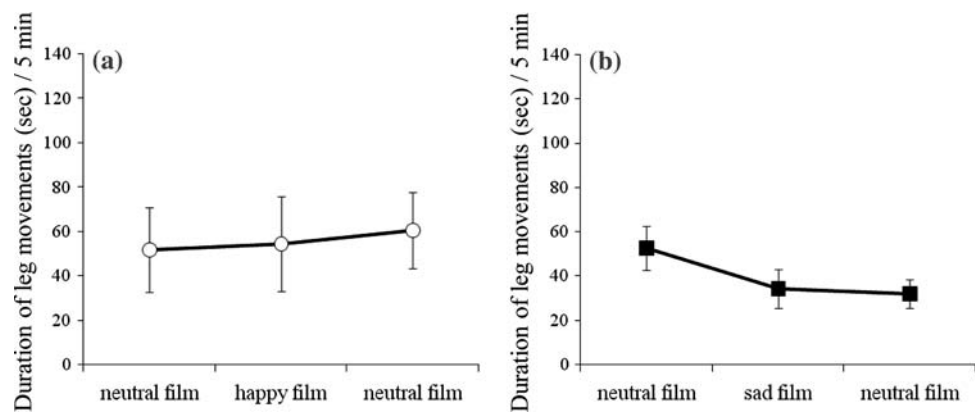 (a)
Duration of leg movements (sec) / 5 min
140
120
100
80
60
40
20
0
neutral film happy film neutral film
(b)
Duration of leg movements (sec) / 5 min
140
120
100
80
60
40
20
0
neutral film sad film neutral film